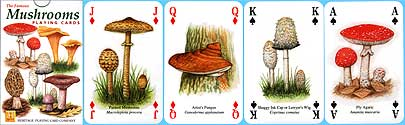 The Famous
Mushrooms
PLAYING CARDS
HERITAGE PLAYING CARD COMPANY
J
J
Parasol Mushroom
Macrolepiota procera
J
J
Q
Q
Artist's Fungus
Ganoderma applanatum
Q
Q
K
K
Shaggy Ink Cap or Lawyer's Wig
Coprinus comatus
K
K
A
A
Fly Agaric
Amanita muscaria
A
A